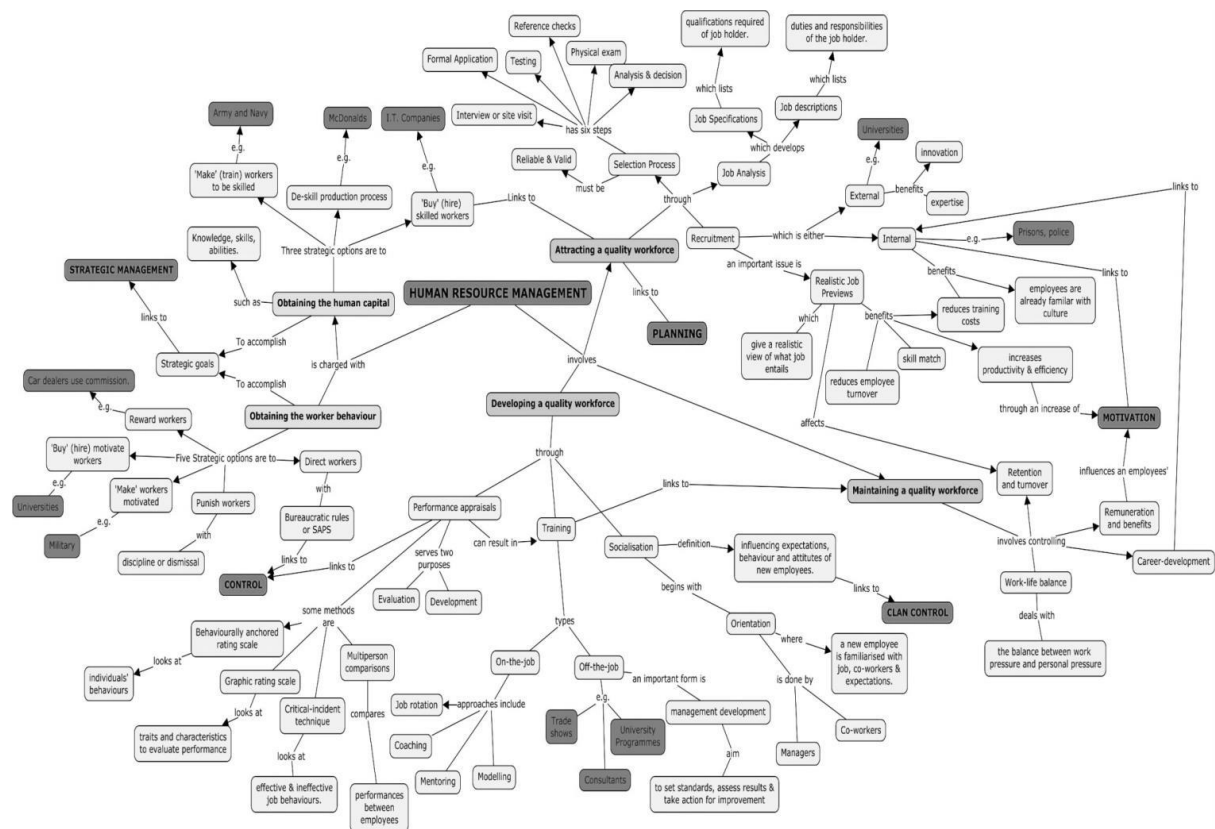 Reference checks
qualifications required
of job holder.
duties and responsibilities
of the job holder.
Formal Application
Testing
Physical exam
Analysis & decision
which lists
which lists
Army and Navy
McDonalds
I.T. Companies
Interview or site visit
has six steps
Job Specifications
Job descriptions
Universities
e.g.
e.g.
e.g.
which develops
e.g.
innovation
'Make' (train) workers
to be skilled
De-skill production process
'Buy' (hire)
skilled workers
Reliable & Valid
must be
Selection Process
Job Analysis
External
benefits
expertise
links to
Links to
through
Knowledge, skills,
abilities.
Three strategic options are to
Attracting a quality workforce
Recruitment
which is either
Internal
e.g.
Prisons, police
STRATEGIC MANAGEMENT
such as
Obtaining the human capital
HUMAN RESOURCE MANAGEMENT
links to
an important issue is
Realistic Job
Previews
benefits
links to
employees are
already familar with
culture
links to
To accomplish
PLANNING
which
benefits
reduces training
costs
Strategic goals
is charged with
involves
give a realistic
view of what job
entails
skill match
increases
productivity & efficiency
reduces employee
turnover
Car dealers use commission.
To accomplish
e.g.
Reward workers
Obtaining the worker behaviour
Developing a quality workforce
affects
through an increase of
MOTIVATION
'Buy' (hire) motivate
workers
Five Strategic options are to
Direct workers
through
e.g.
'Make' workers
motivated
with
links to
Maintaining a quality workforce
Retention
and turnover
influences an employees'
Universities
e.g.
Punish workers
Bureaucratic rules
or SAPS
Performance appraisals
Training
Remuneration
and benefits
Military
with
can result in
Socialisation
definition
influencing expectations,
behaviour and attitutes of
new employees.
involves controlling
discipline or dismissal
links to
links to
serves two
purposes
Career-development
CONTROL
Evaluation
Development
begins with
links to
CLAN CONTROL
Work-life balance
some methods
are
types
Orientation
where
deals with
Behaviourally anchored
rating scale
Multiperson
comparisons
On-the-job
Off-the-job
a new employee
is familiarised with
job, co-workers &
expectations.
the balance between work
pressure and personal pressure
looks at
individuals'
behaviours
Graphic rating scale
an important form is
is done by
Critical-incident
technique
Job rotation
approaches include
e.g.
looks at
compares
Trade
shows
University
Programmes
management development
Co-workers
traits and characteristics
to evaluate performance
Coaching
Managers
looks at
Mentoring
Modelling
Consultants
aim
effective & ineffective
job behaviours.
performances
between
employees
to set standards, assess results &
take action for improvement